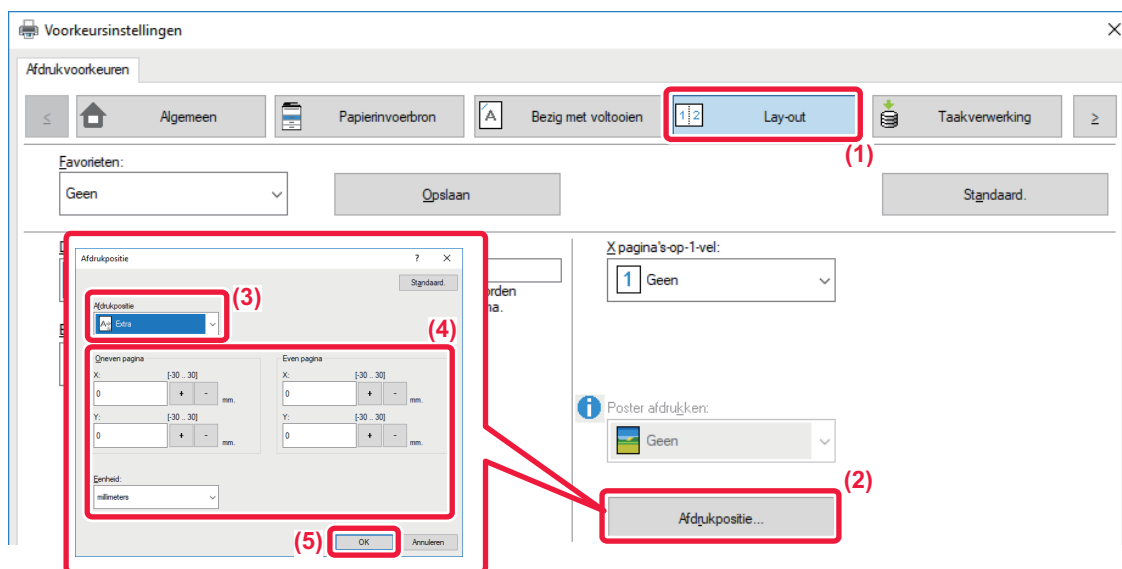 Voorkeursinstellingen
Afdrukvoorkeuren
< Algemeen Papierinvoerbron Bezig met voltooien Lay-out Taakverwerking >
(1)
Favorieten:
Geen Opslaan Standaard.
X pagina's-op-1-vel:
1 Geen
orden
na.
Afdrukpositie ? X
Standaard.
(3)
Afdrukpositie
Extra
(4)
Oneven pagina Even pagina
X: [-30 .. 30] X: [-30 .. 30]
0 + - mm. 0 + - mm.
Y: [-30 .. 30] Y: [-30 .. 30]
0 + - mm. 0 + - mm.
Eenheid:
millimeters
(5) OK Annuleren
Poster afdrukken:
Geen
(2)
Afdrukpositie...